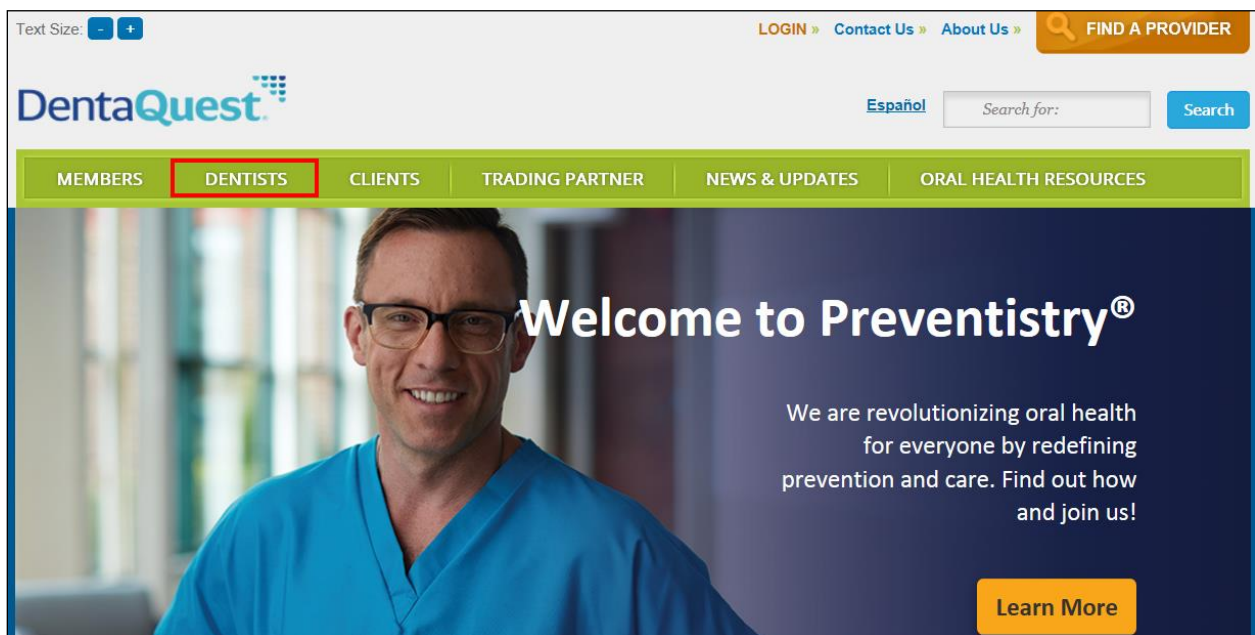 Text Size: - +
LOGIN » Contact Us » About Us » FIND A PROVIDER
DentaQuest.
Español Search for: Search
MEMBERS DENTISTS CLIENTS TRADING PARTNER NEWS & UPDATES ORAL HEALTH RESOURCES
Welcome to Preventistry®
We are revolutionizing oral health
for everyone by redefining
prevention and care. Find out how
and join us!
Learn More